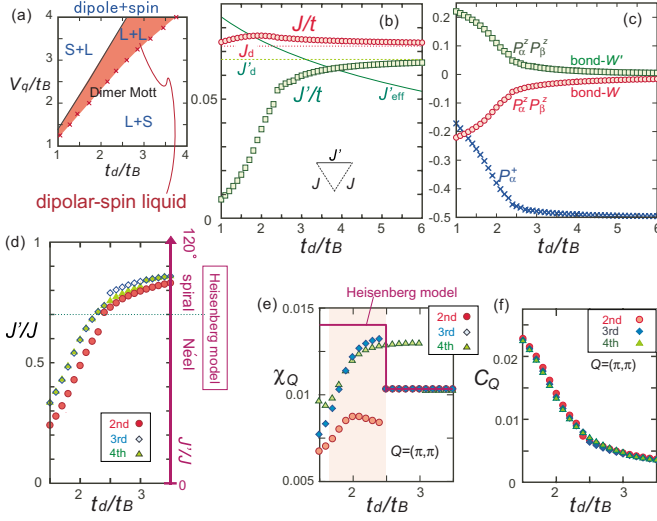 (a)
dipole+spin
4
S+L
L+L
3
V_q/t_B
Dimer Mott
2
L+S
1
1
2
3
4
t_d/t_B
dipolar-spin liquid
(b)
J/t
J_d
J'_d
0.05
J'/t
J'_eff
J'
J
J
0
1
2
3
4
5
6
t_d/t_B
(c)
0.2
P^z_α P^z_β
bond-W'
0.1
0
bond-W
-0.1
P^z_α P^z_β
-0.2
P^+_α
-0.3
-0.4
-0.5
1
2
3
4
5
6
t_d/t_B
(d)
1
0.5
0
J'/J
120° spiral
Néel
Heisenberg model
J'/J
0
2nd
3rd
4th
2
3
t_d/t_B
(e)
Heisenberg model
0.015
0.01
0.005
χ_Q
2nd
3rd
4th
Q=(π,π)
2
3
t_d/t_B
(f)
2nd
3rd
4th
Q=(π,π)
0.02
0.01
0
C_Q
2
3
t_d/t_B